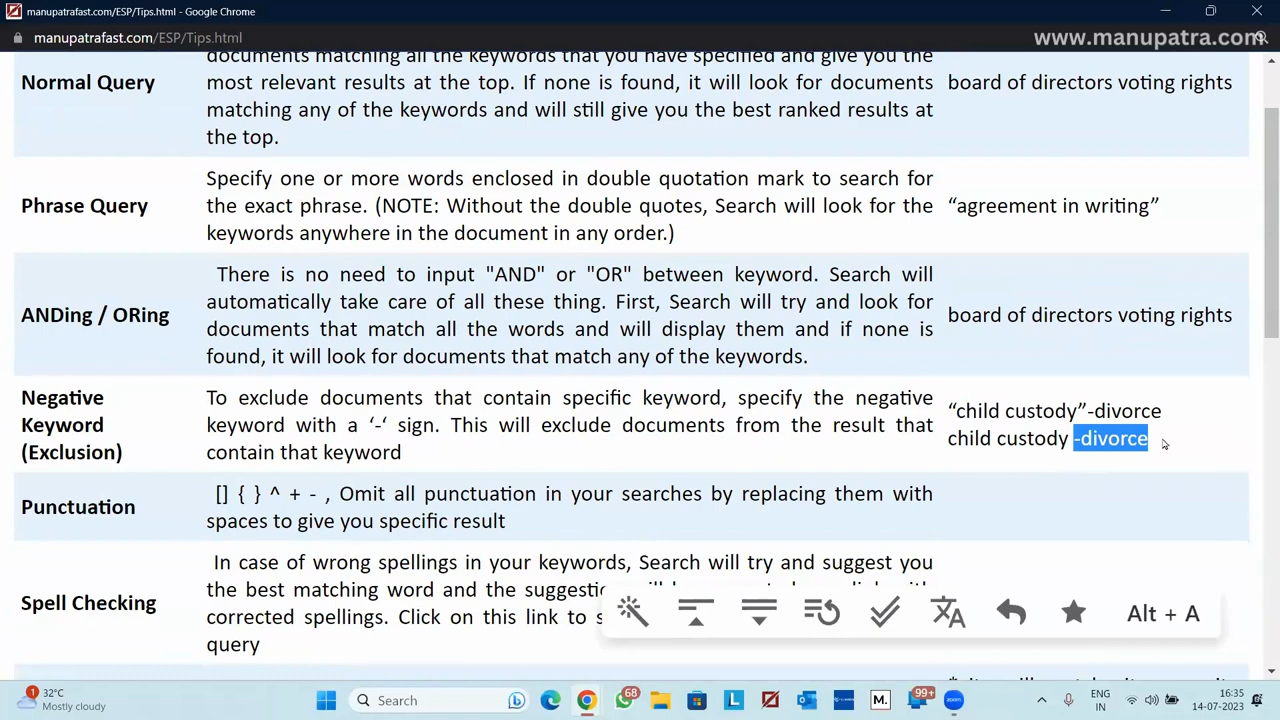 manupatrafast.com/ESP/Tips.html - Google Chrome
manupatrafast.com/ESP/Tips.html
www.manupatra.com
documents matching all the keywords that you have specified and give you the
Normal Query
most relevant results at the top. If none is found, it will look for documents
board of directors voting rights
matching any of the keywords and will still give you the best ranked results at
the top.
Specify one or more words enclosed in double quotation mark to search for
Phrase Query
the exact phrase. (NOTE: Without the double quotes, Search will look for the
“agreement in writing”
keywords anywhere in the document in any order.)
There is no need to input "AND" or "OR" between keyword. Search will
automatically take care of all these thing. First, Search will try and look for
ANDing / ORing
documents that match all the words and will display them and if none is
board of directors voting rights
found, it will look for documents that match any of the keywords.
Negative
Keyword
(Exclusion)
To exclude documents that contain specific keyword, specify the negative
keyword with a ‘-‘ sign. This will exclude documents from the result that
contain that keyword
“child custody”-divorce
child custody -divorce
Punctuation
[] { } ^ + - , Omit all punctuation in your searches by replacing them with
spaces to give you specific result
In case of wrong spellings in your keywords, Search will try and suggest you
Spell Checking
the best matching word and the
corrected spellings. Click on this link to
query
Alt + A
32°C
Mostly cloudy
1
Search
68
L
M.
99+
ENG
IN
16:35
14-07-2023